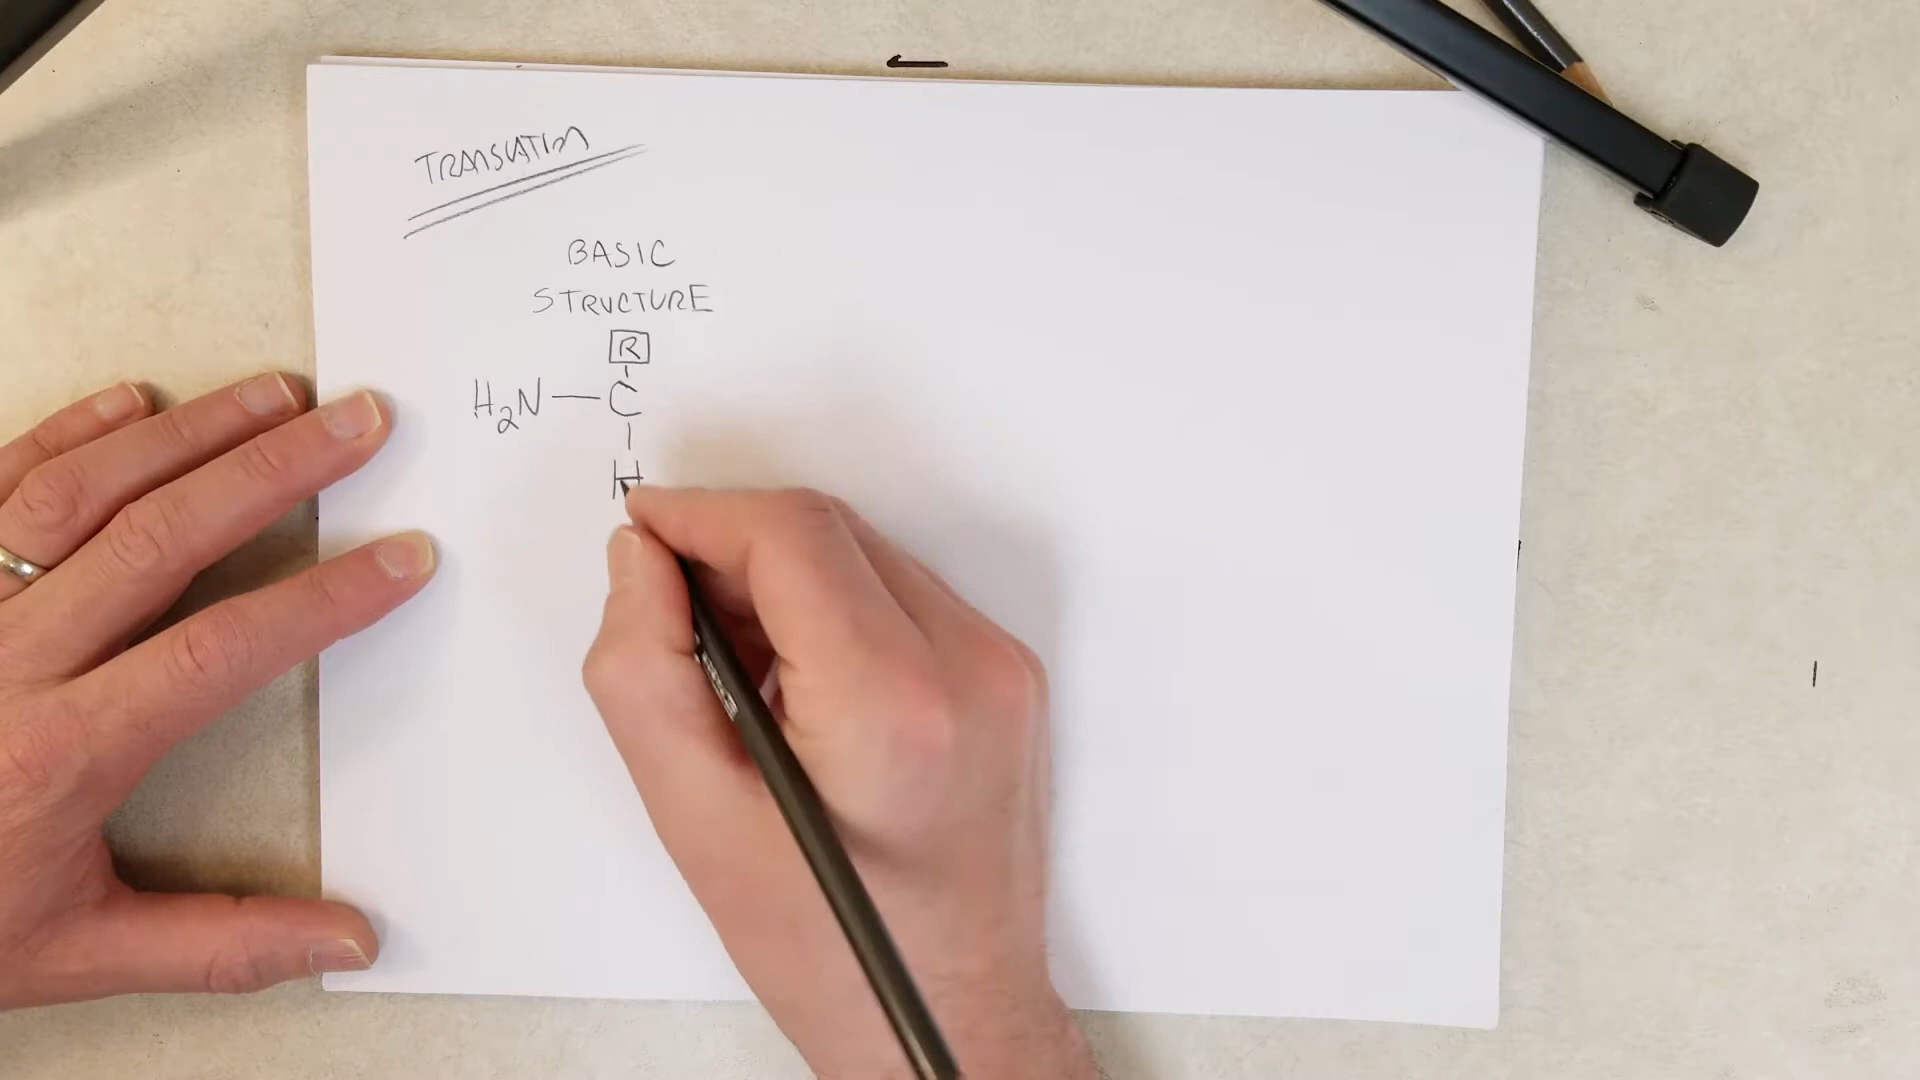 TRANSLATION
BASIC
STRUCTURE
R
H₂N—C
H